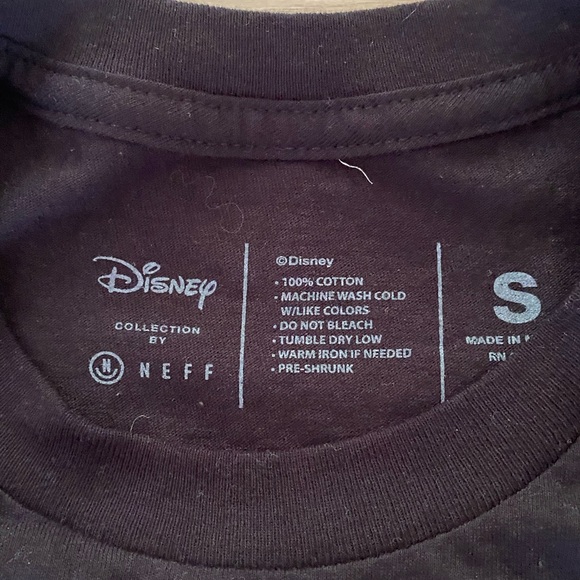 Disney
COLLECTION
BY
N NEFF
©Disney
• 100% COTTON
• MACHINE WASH COLD
W/LIKE COLORS
• DO NOT BLEACH
• TUMBLE DRY LOW
• WARM IRON IF NEEDED
• PRE-SHRUNK
S
MADE IN
RN